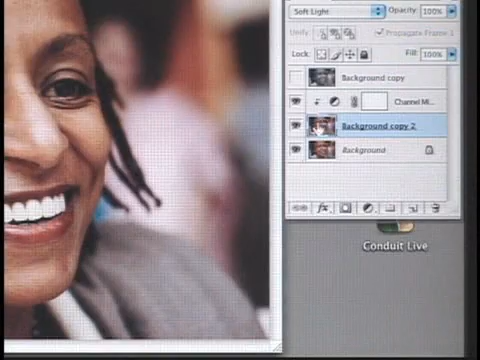 Soft Light Opacity: 100%
Unify: Propagate Frame 1
Lock: Fill: 100%
Background copy
Channel Mi...
Background copy 2
Background
fx
Conduit Live